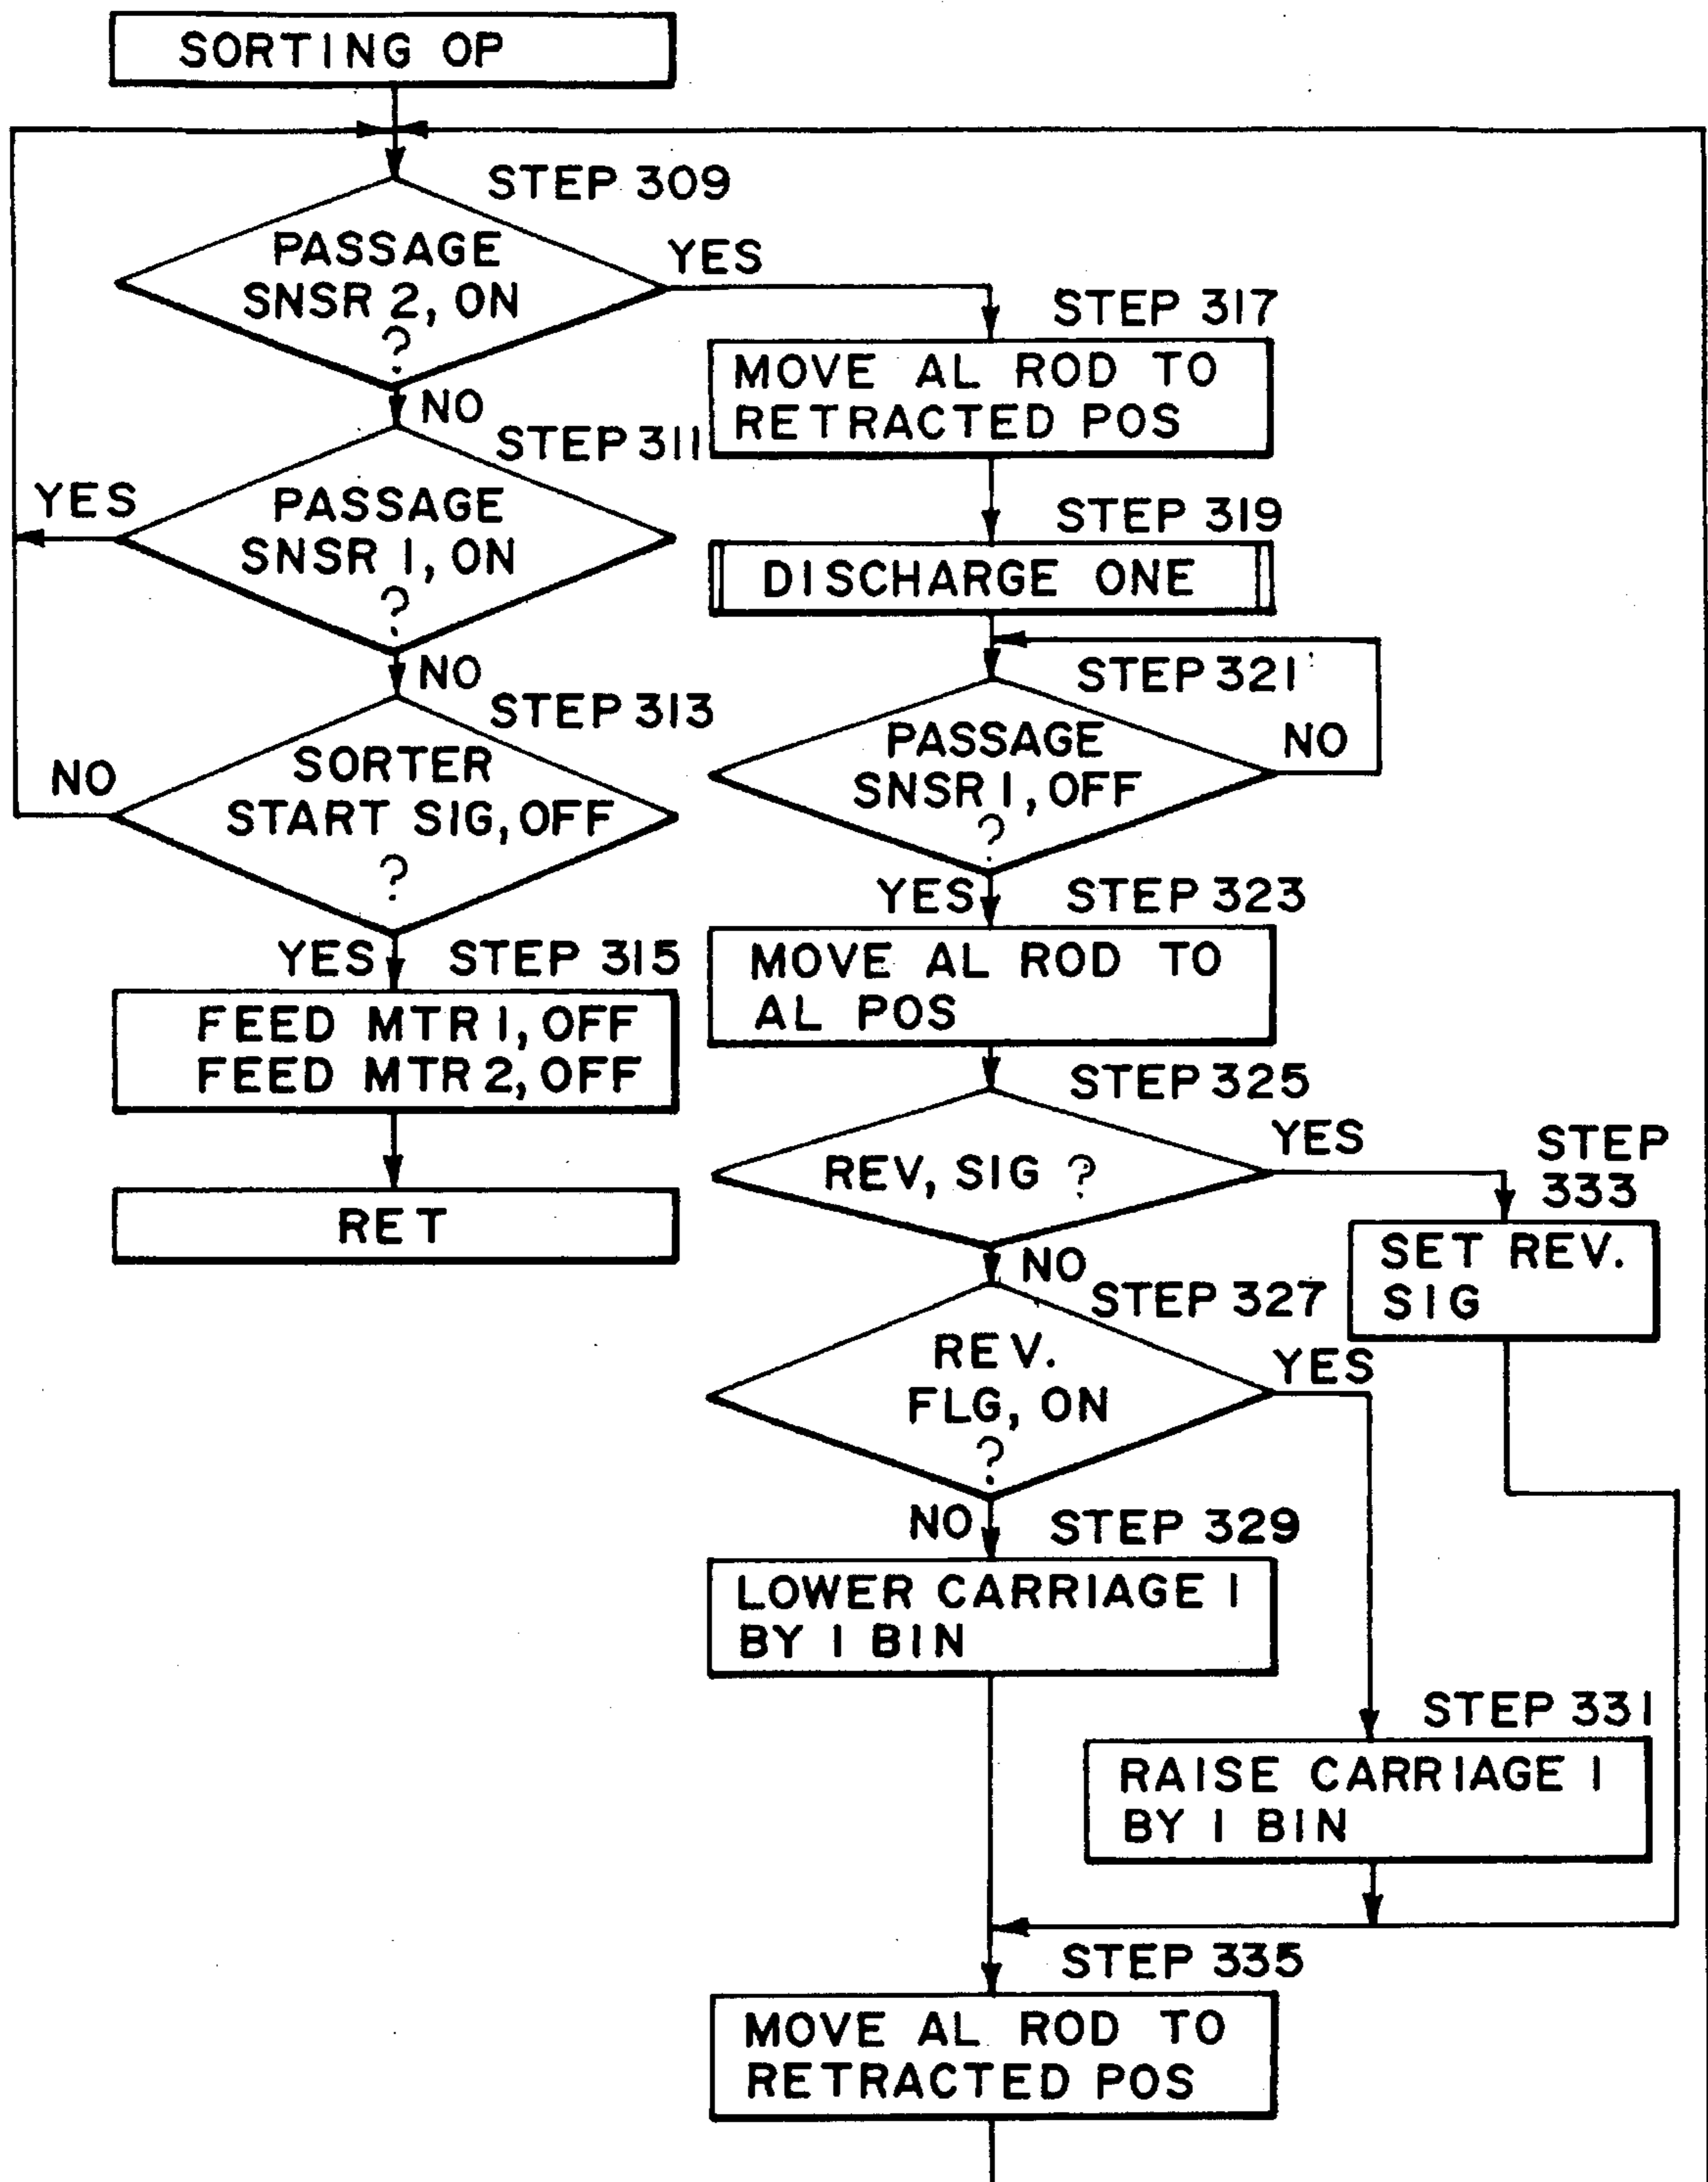 SORTING OP
STEP 309
PASSAGE
SNSR 2, ON
?
YES
NO
STEP 311
YES
PASSAGE
SNSR 1, ON
?
NO
STEP 313
NO
SORTER
START SIG, OFF
?
YES
STEP 315
FEED MTR 1, OFF
FEED MTR 2, OFF
RET
STEP 317
MOVE AL ROD TO
RETRACTED POS
STEP 319
DISCHARGE ONE
STEP 321
PASSAGE
SNSR 1, OFF
?
NO
YES
STEP 323
MOVE AL ROD TO
AL POS
STEP 325
REV, SIG ?
YES
STEP
333
SET REV.
SIG
NO
STEP 327
REV.
FLG, ON
?
YES
NO
STEP 329
LOWER CARRIAGE 1
BY 1 BIN
STEP 331
RAISE CARRIAGE 1
BY 1 BIN
STEP 335
MOVE AL ROD TO
RETRACTED POS